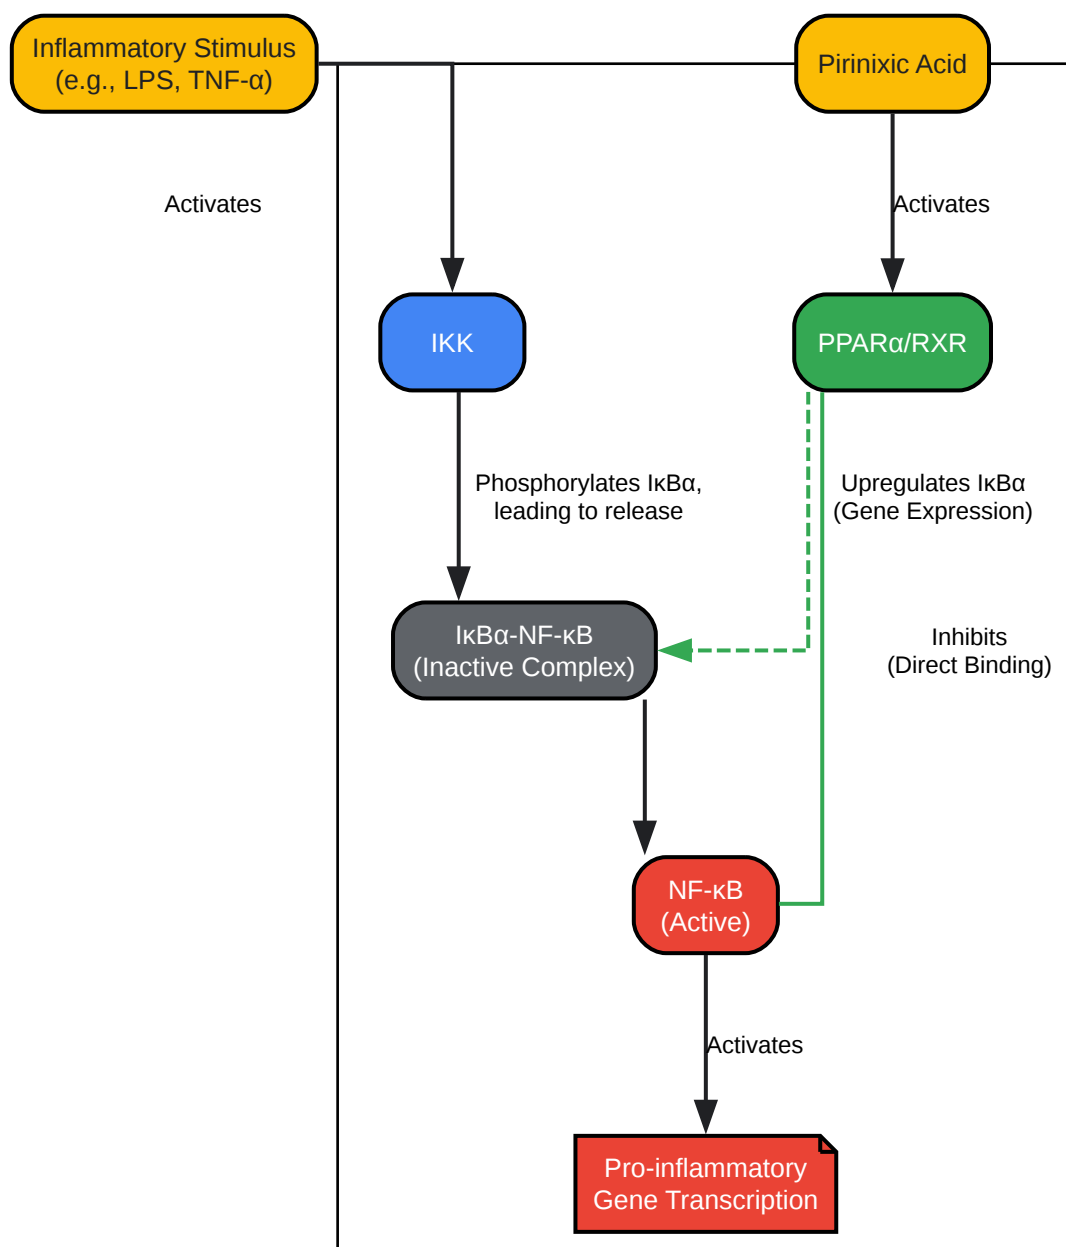 Inflammatory Stimulus
(e.g., LPS, TNF-α)
Pirinixic Acid
Activates
Activates
IKK
PPARα/RXR
Phosphorylates IκBα,
leading to release
Upregulates IκBα
(Gene Expression)
IκBα-NF-κB
(Inactive Complex)
Inhibits
(Direct Binding)
NF-κB
(Active)
Activates
Pro-inflammatory
Gene Transcription